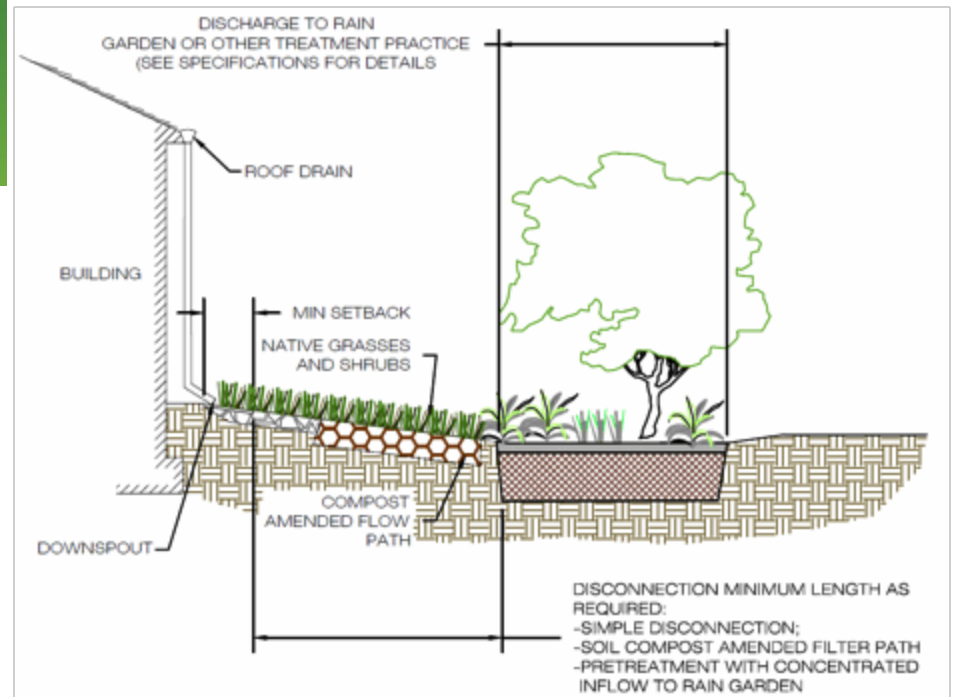 DISCHARGE TO RAIN
GARDEN OR OTHER TREATMENT PRACTICE
(SEE SPECIFICATIONS FOR DETAILS
ROOF DRAIN
BUILDING
MIN SETBACK
NATIVE GRASSES
AND SHRUBS
COMPOST
AMENDED FLOW
PATH
DOWNSPOUT
DISCONNECTION MINIMUM LENGTH AS
REQUIRED:
-SIMPLE DISCONNECTION;
-SOIL COMPOST AMENDED FILTER PATH
-PRETREATMENT WITH CONCENTRATED
INFLOW TO RAIN GARDEN